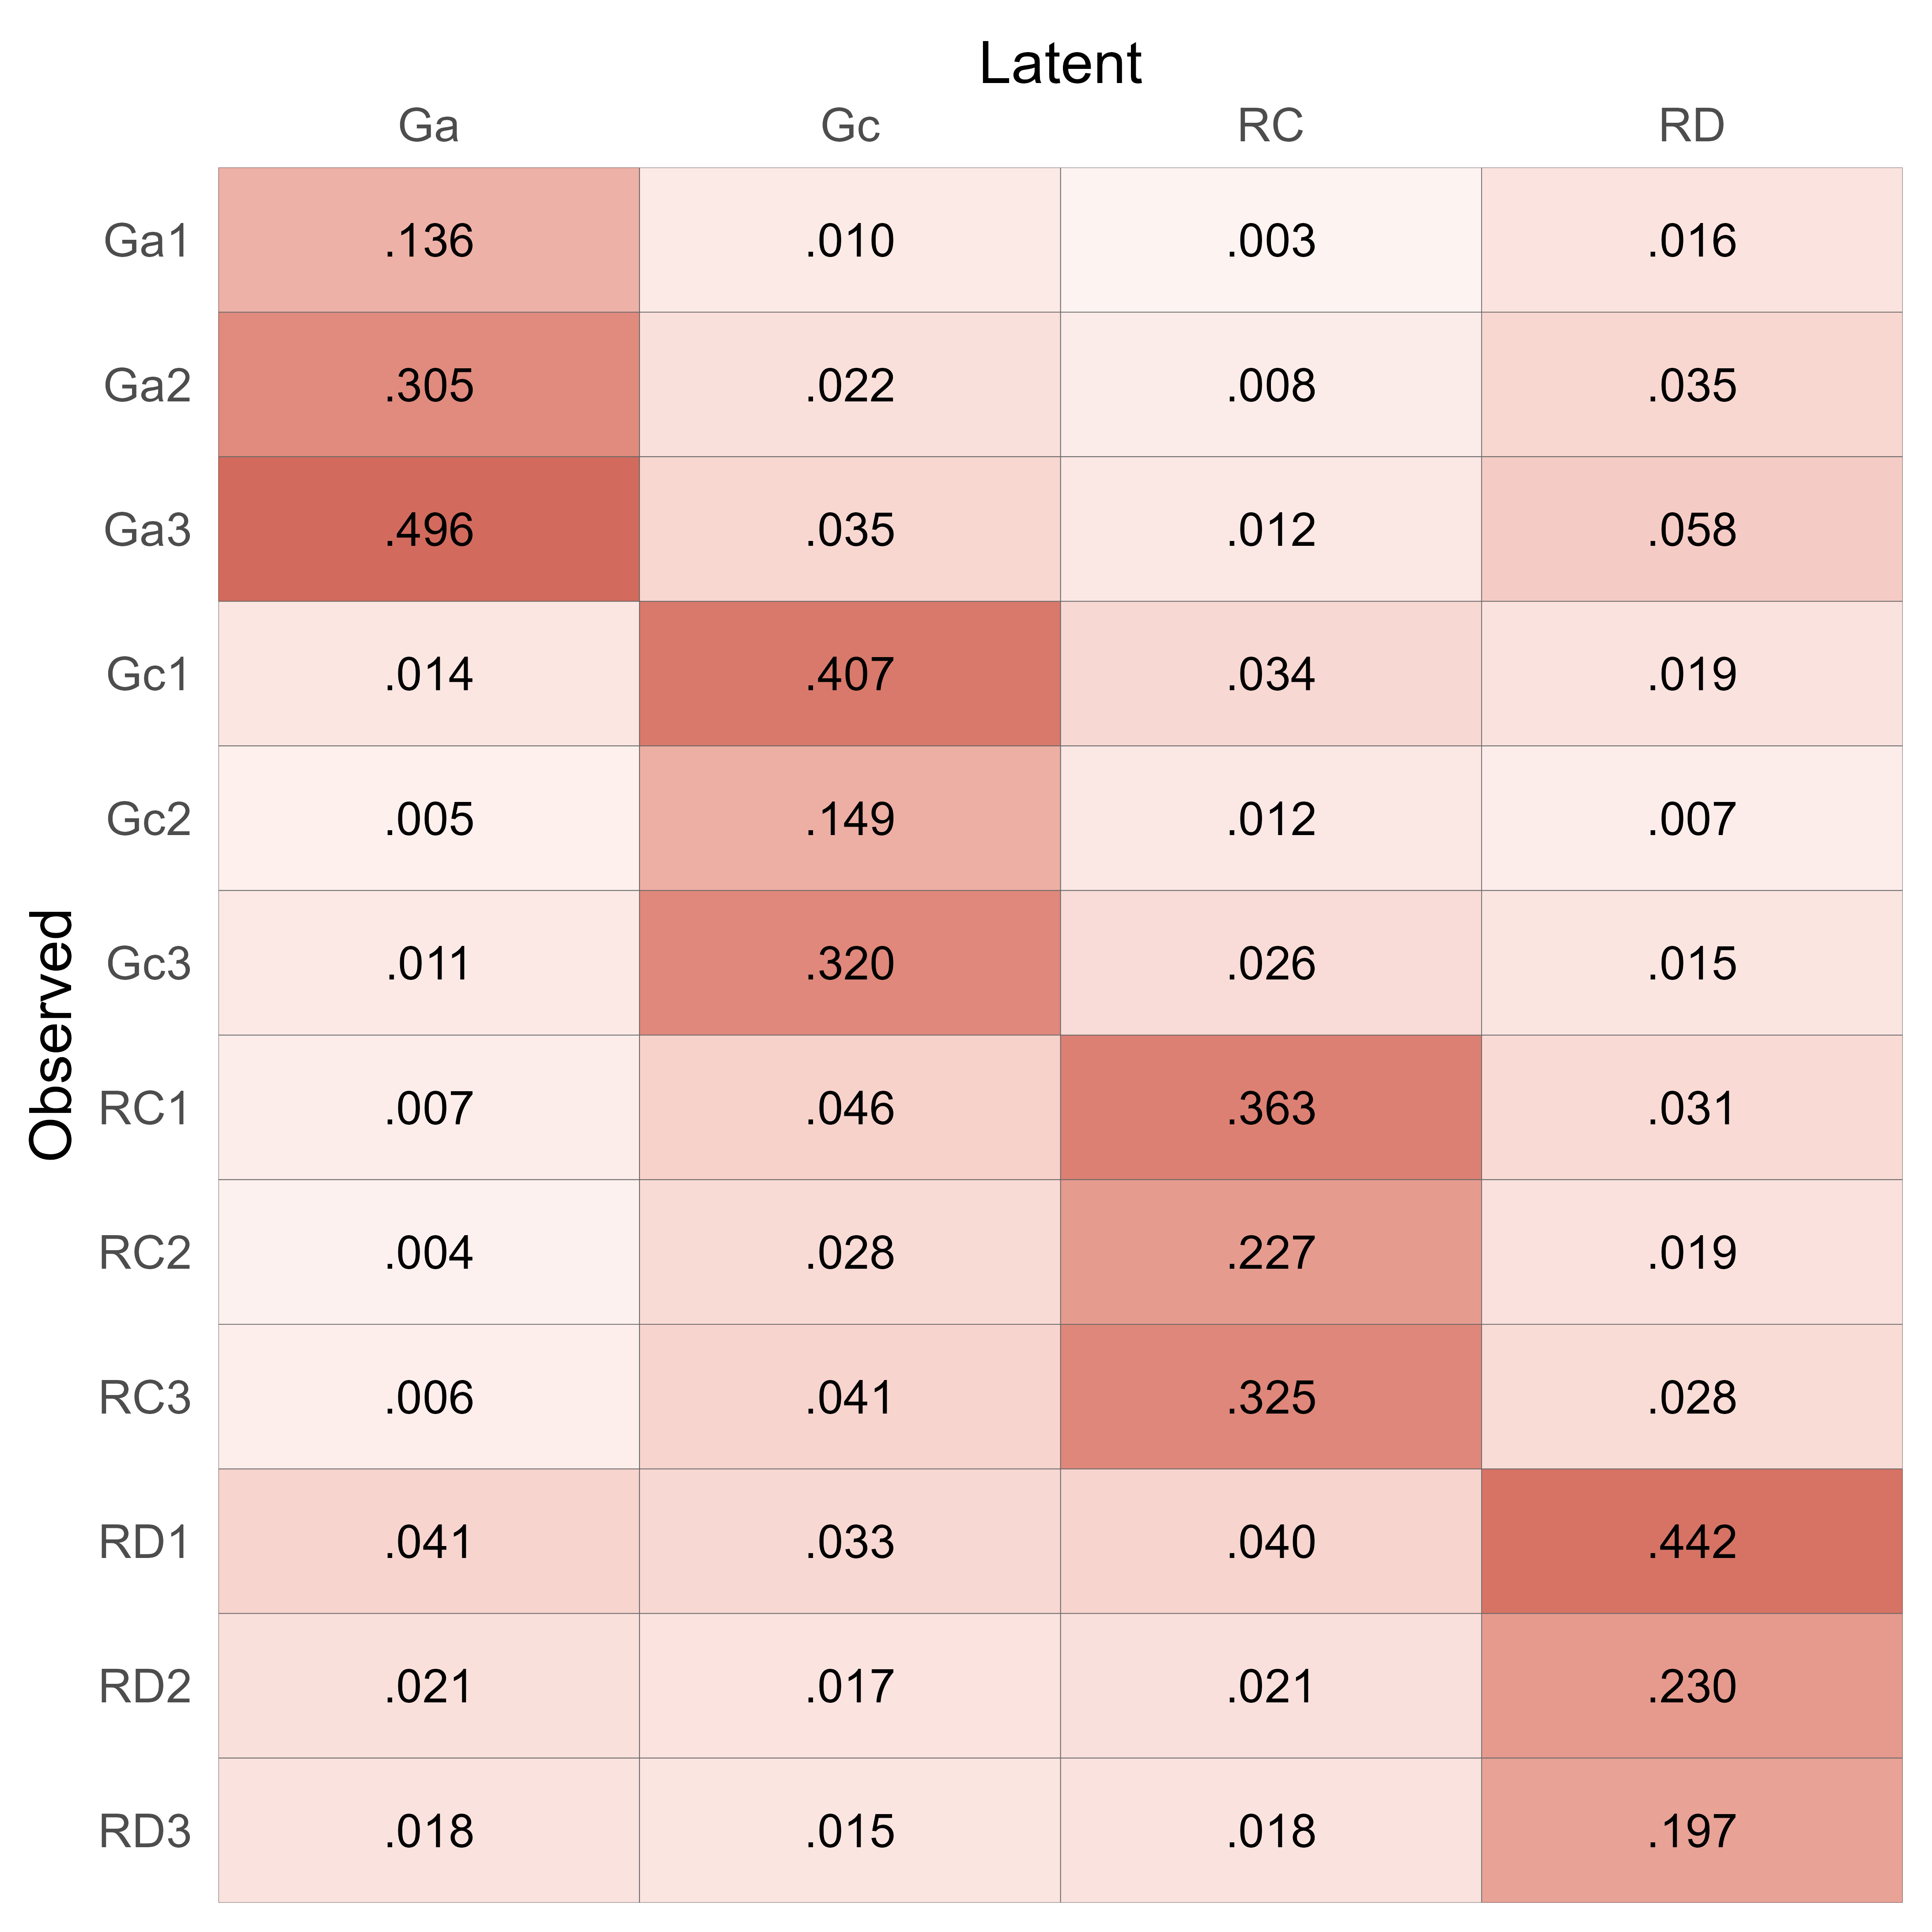 Latent
Ga Gc RC RD
Ga1 .136 .010 .003 .016
Ga2 .305 .022 .008 .035
Ga3 .496 .035 .012 .058
Gc1 .014 .407 .034 .019
Gc2 .005 .149 .012 .007
Gc3 .011 .320 .026 .015
RC1 .007 .046 .363 .031
RC2 .004 .028 .227 .019
RC3 .006 .041 .325 .028
RD1 .041 .033 .040 .442
RD2 .021 .017 .021 .230
RD3 .018 .015 .018 .197
Observed